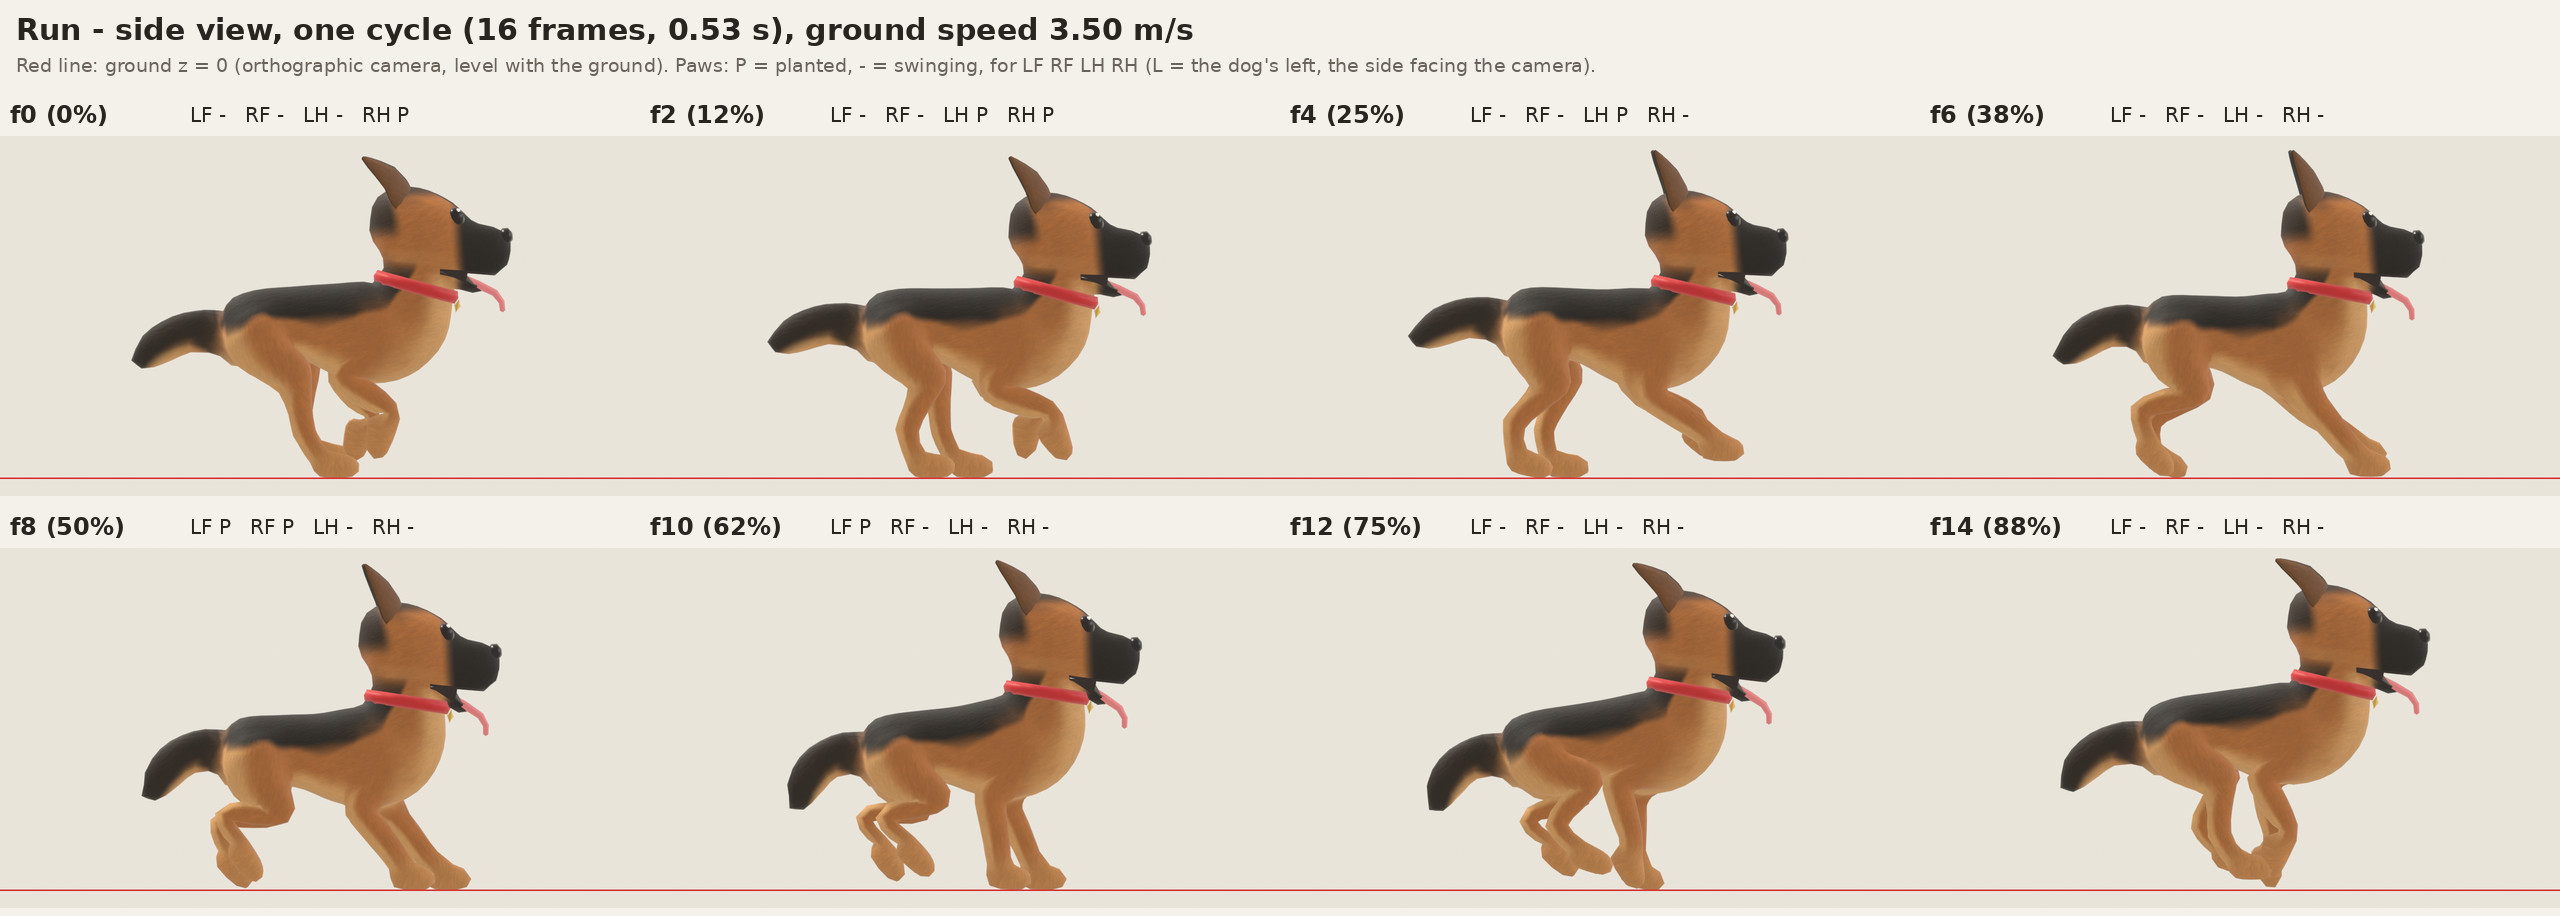 Run - side view, one cycle (16 frames, 0.53 s), ground speed 3.50 m/s
Red line: ground z = 0 (orthographic camera, level with the ground). Paws: P = planted, - = swinging, for LF RF LH RH (L = the dog's left, the side facing the camera).
f0 (0%) LF - RF - LH - RH P
f2 (12%) LF - RF - LH P RH P
f4 (25%) LF - RF - LH P RH -
f6 (38%) LF - RF - LH - RH -
f8 (50%) LF P RF P LH - RH -
f10 (62%) LF P RF - LH - RH -
f12 (75%) LF - RF - LH - RH -
f14 (88%) LF - RF - LH - RH -